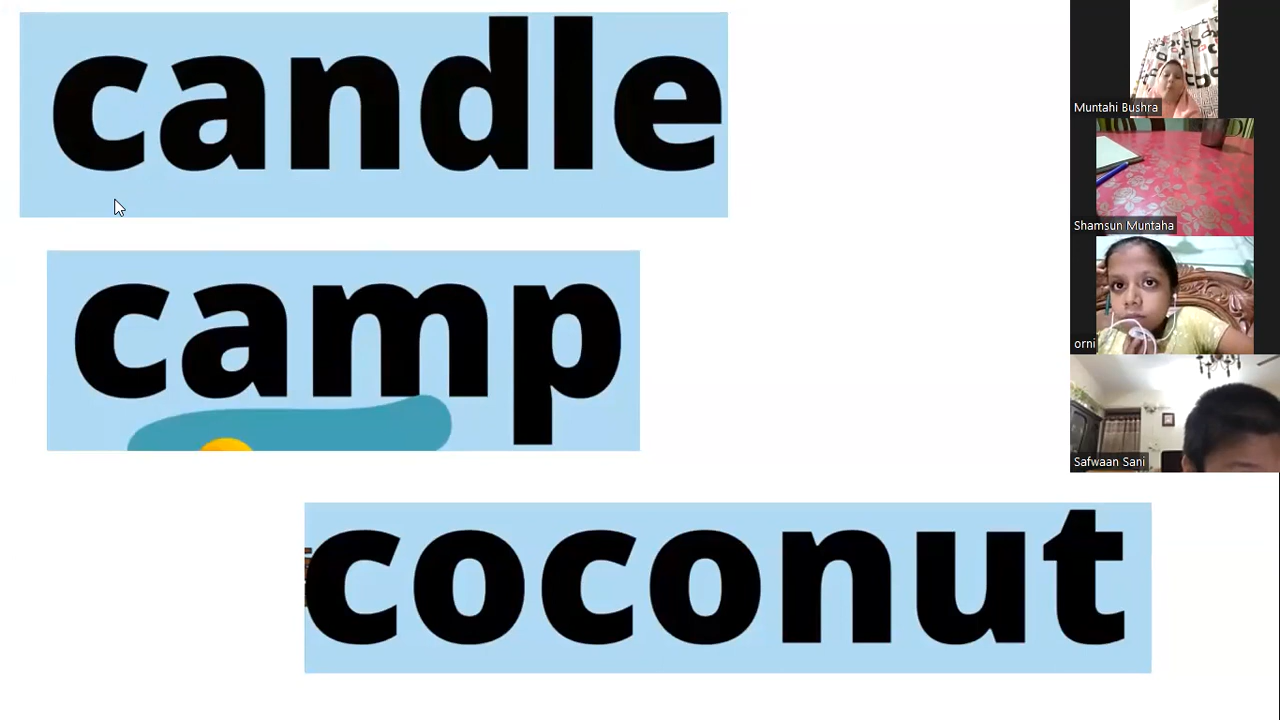 candle
camp
coconut
Muntahi Bushra
Shamsun Muntaha
orni
Safwaan Sani